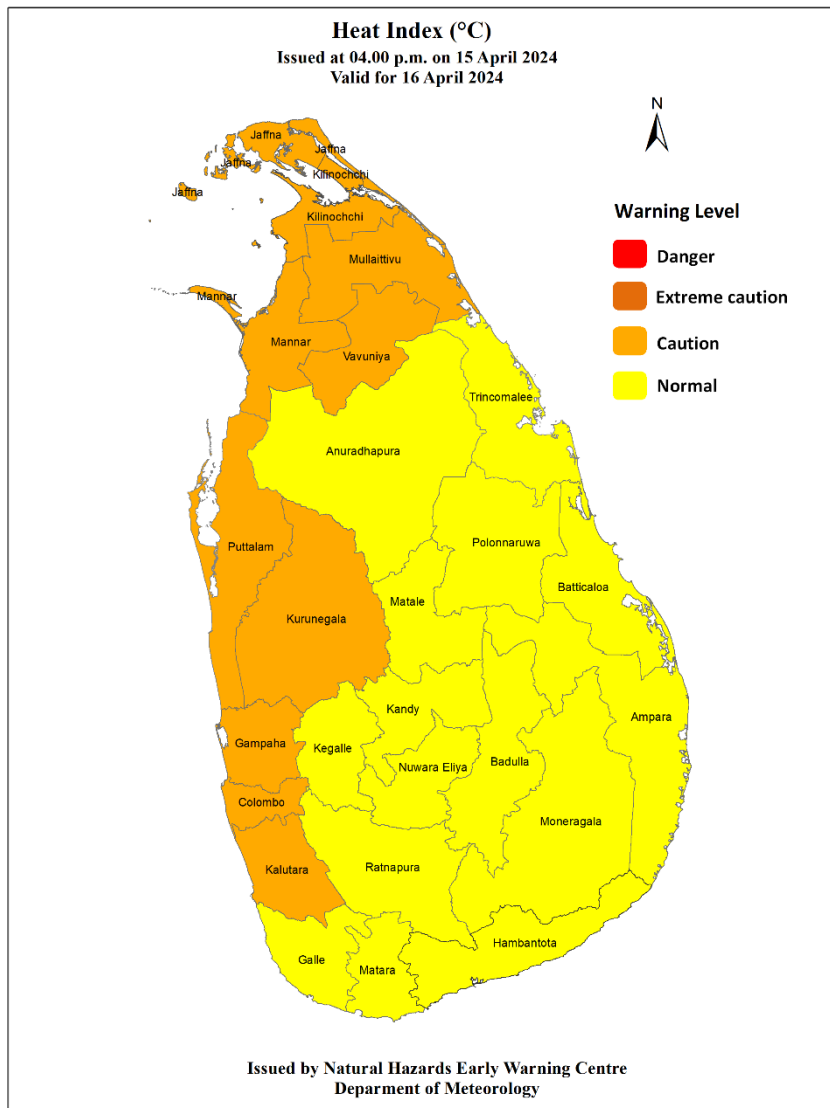 Heat Index (°C)
Issued at 04.00 p.m. on 15 April 2024
Valid for 16 April 2024
N
Jaffna
Jaffna
Jaffna
Kilinochchi
Jaffna
Kilinochchi
Warning Level
Danger
Extreme caution
Caution
Normal
Mullaittivu
Mannar
Mannar
Vavuniya
Trincomalee
Anuradhapura
Polonnaruwa
Puttalam
Batticaloa
Matale
Kurunegala
Kandy
Ampara
Gampaha
Kegalle
Nuwara Eliya
Badulla
Colombo
Moneragala
Kalutara
Ratnapura
Hambantota
Galle
Matara
Issued by Natural Hazards Early Warning Centre
Deparment of Meteorology